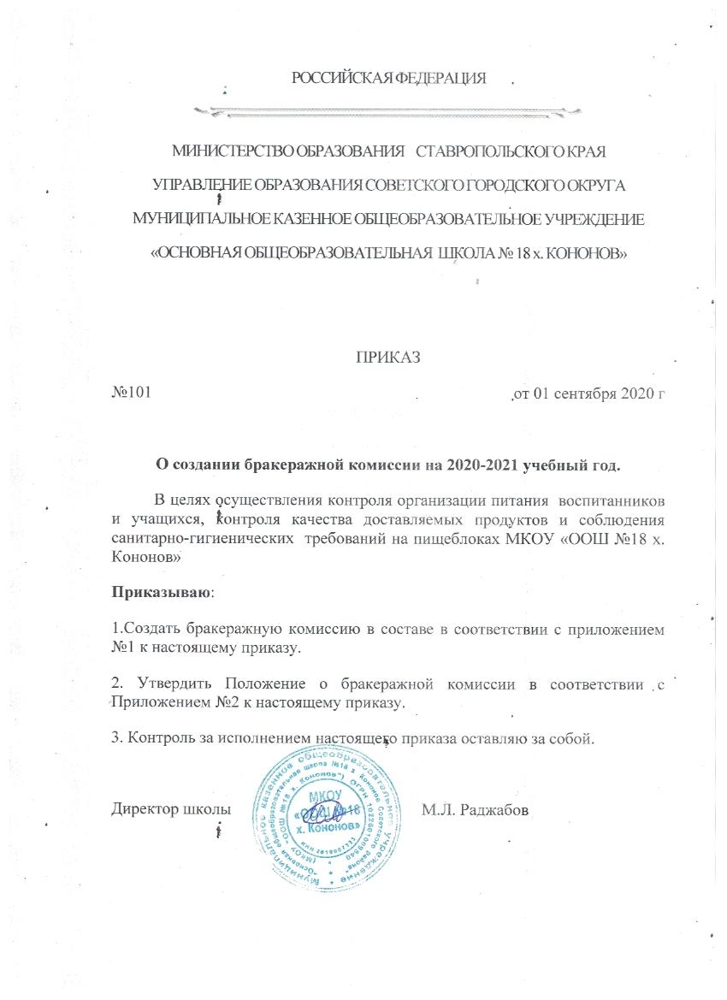 РОССИЙСКАЯ ФЕДЕРАЦИЯ
МИНИСТЕРСТВО ОБРАЗОВАНИЯ СТАВРОПОЛЬСКОГО КРАЯ
УПРАВЛЕНИЕ ОБРАЗОВАНИЯ СОВЕТСКОГО ГОРОДСКОГО ОКРУГА
МУНИЦИПАЛЬНОЕ КАЗЕННОЕ ОБЩЕОБРАЗОВАТЕЛЬНОЕ УЧРЕЖДЕНИЕ
«ОСНОВНАЯ ОБЩЕОБРАЗОВАТЕЛЬНАЯ ШКОЛА № 18 х. КОНОНОВ»
ПРИКАЗ
№101 от 01 сентября 2020 г
О создании бракеражной комиссии на 2020-2021 учебный год.
В целях осуществления контроля организации питания воспитанников
и учащихся, контроля качества доставляемых продуктов и соблюдения
санитарно-гигиенических требований на пищеблоках МКОУ «ООШ №18 х.
Кононов»
Приказываю:
1.Создать бракеражную комиссию в составе в соответствии с приложением
№1 к настоящему приказу.
2. Утвердить Положение о бракеражной комиссии в соответствии с
Приложением №2 к настоящему приказу.
3. Контроль за исполнением настоящего приказа оставляю за собой.
Директор школы М.Л. Раджабов
Муниципальное казенное общеобразовательное учреждение
"Основная общеобразовательная школа №18 х. Кононов Советского района"
(МКОУ "ООШ №18 х. Кононов") ОГРН
МКОУ
«ООШ №18
х. Кононов»
ИНН